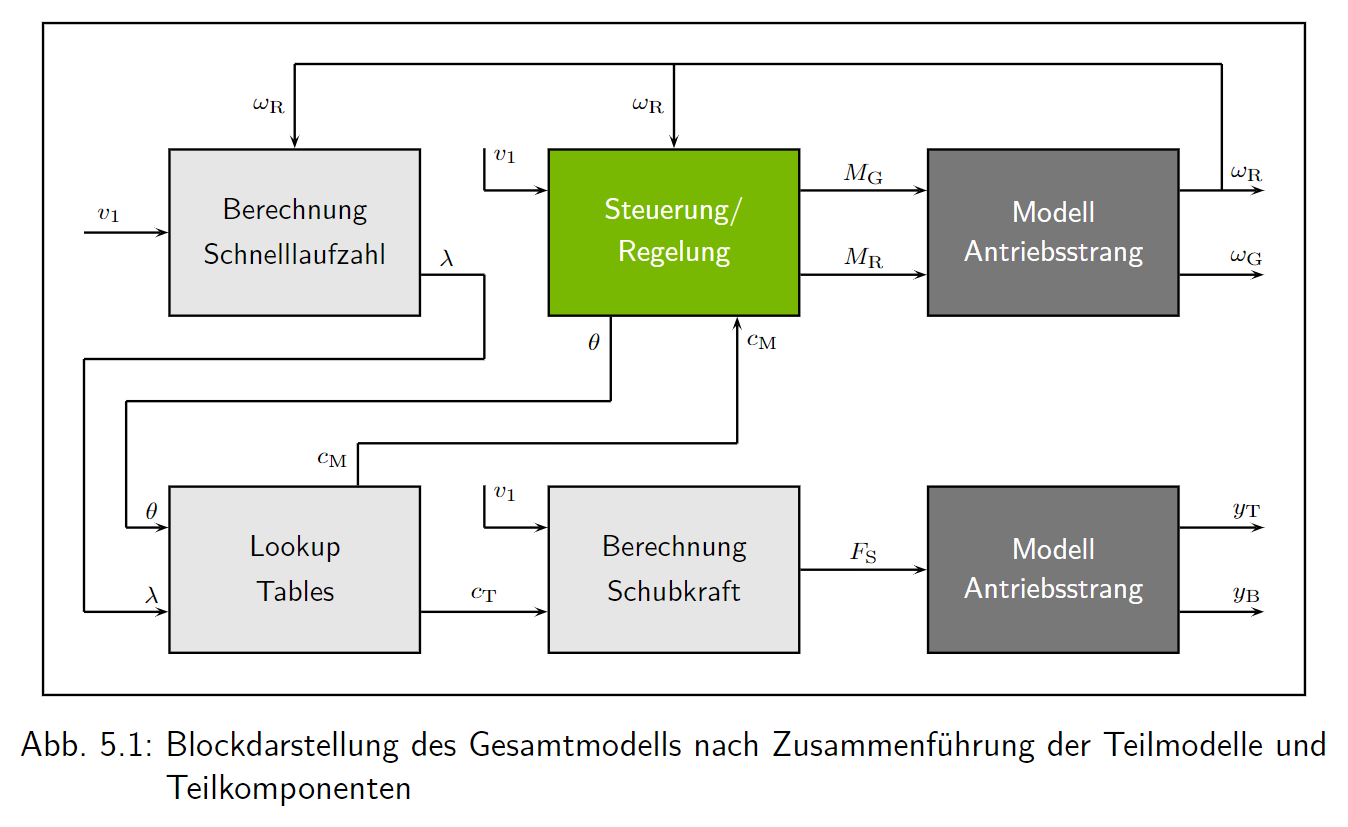 ωR
ωR
v1
Berechnung
Schnelllaufzahl
λ
v1
Steuerung/
Regelung
MG
MR
Modell
Antriebsstrang
ωR
ωG
θ
cM
cM
θ
λ
Lookup
Tables
cT
v1
Berechnung
Schubkraft
FS
Modell
Antriebsstrang
yT
yB
Abb. 5.1: Blockdarstellung des Gesamtmodells nach Zusammenführung der Teilmodelle und
Teilkomponenten